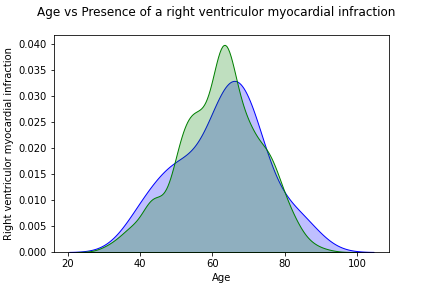 Age vs Presence of a right ventriculor myocardial infraction
0.040
0.035
0.030
0.025
0.020
0.015
0.010
0.005
0.000
Right ventriculor myocardial infraction
20 40 60 80 100
Age